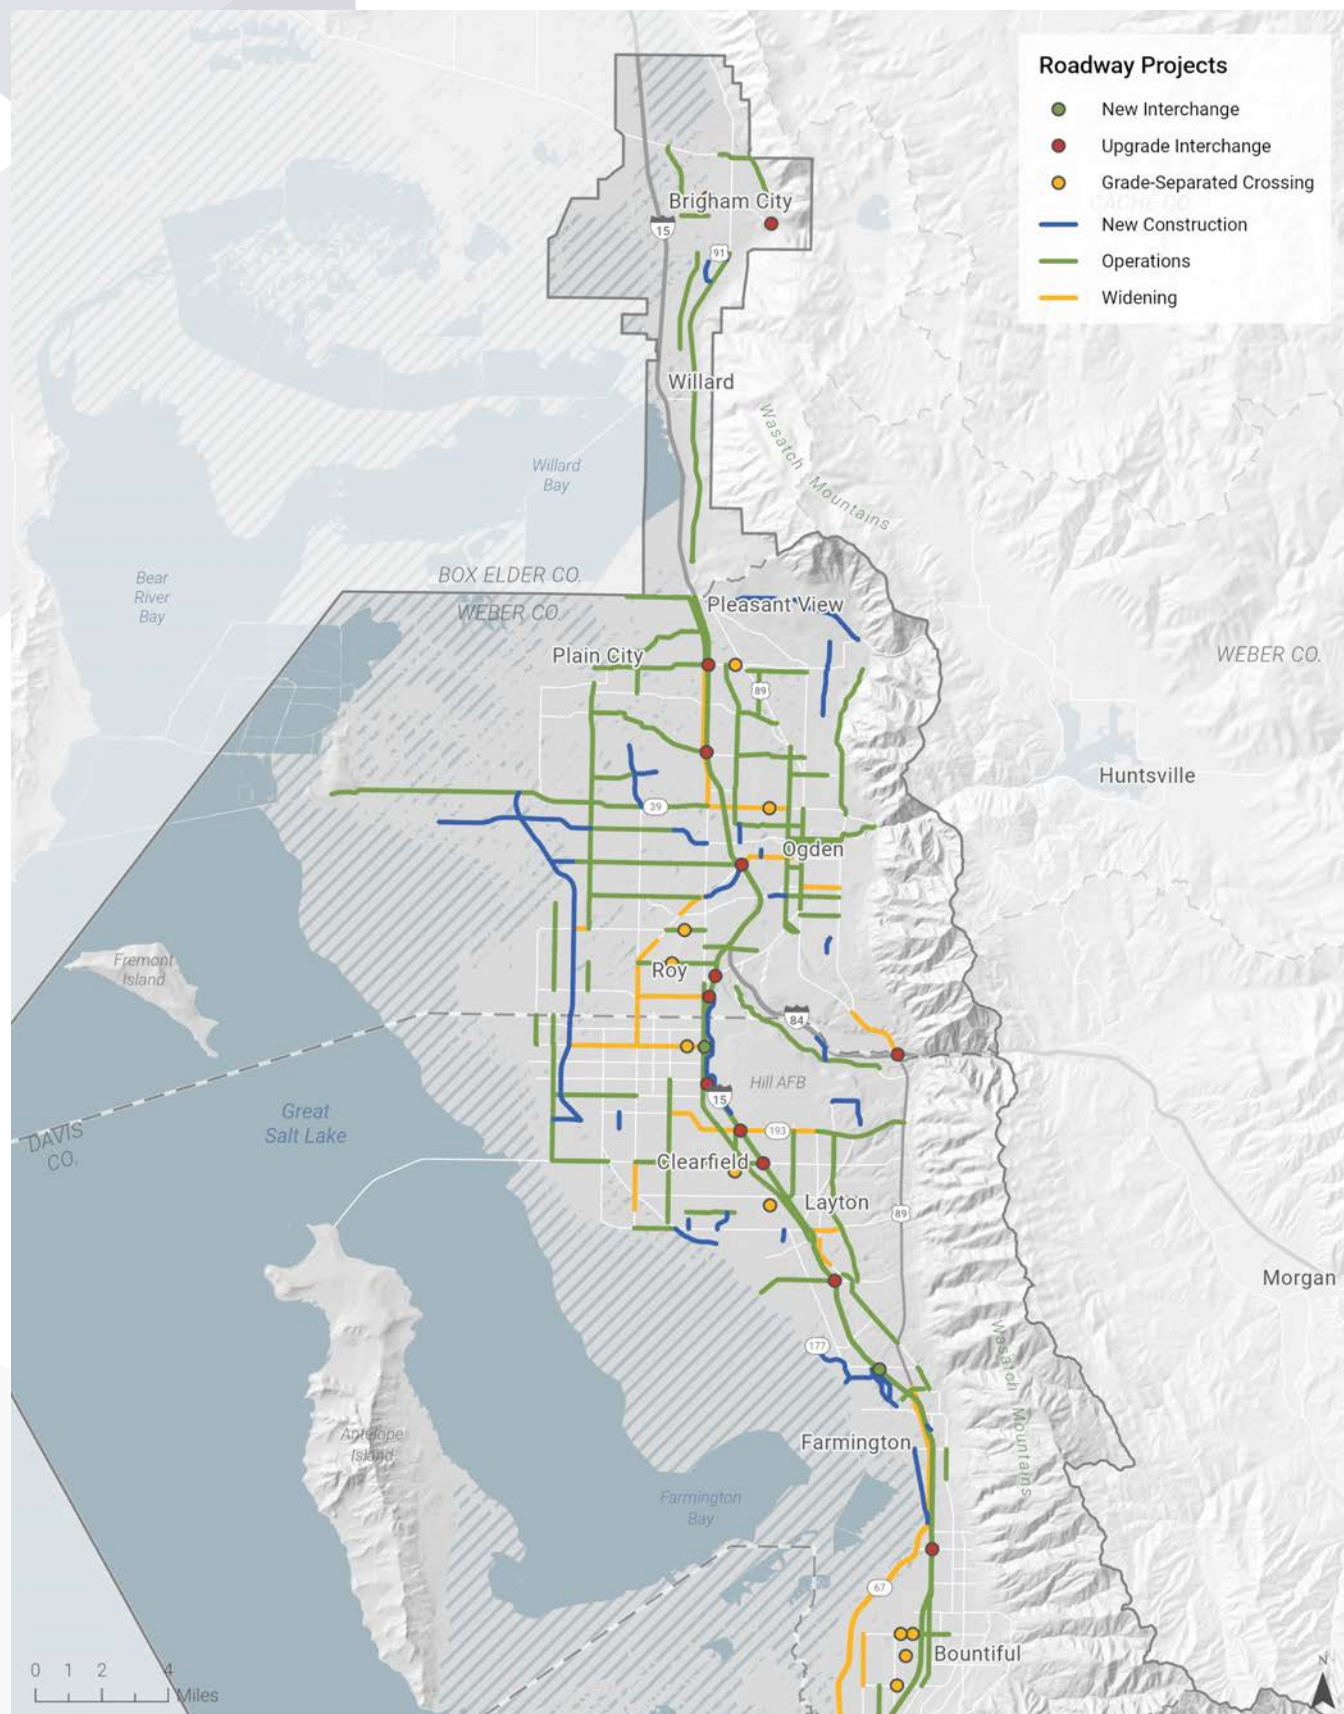 Roadway Projects
New Interchange
Upgrade Interchange
Grade-Separated Crossing
CACHE CO.
New Construction
Operations
Widening
Brigham City
15
91
Willard
Wasatch Mountains
Willard
Bay
BOX ELDER CO.
Bear
River
Bay
WEBER CO.
Pleasant View
Plain City
WEBER CO.
89
Huntsville
39
Ogden
Fremont
Island
Roy
84
Hill AFB
15
Great
Salt Lake
DAVIS
CO.
193
Clearfield
Layton
89
Morgan
177
Wasatch Mountains
Antelope
Island
Farmington
Farmington
Bay
67
Bountiful
0 1 2 4
Miles
N